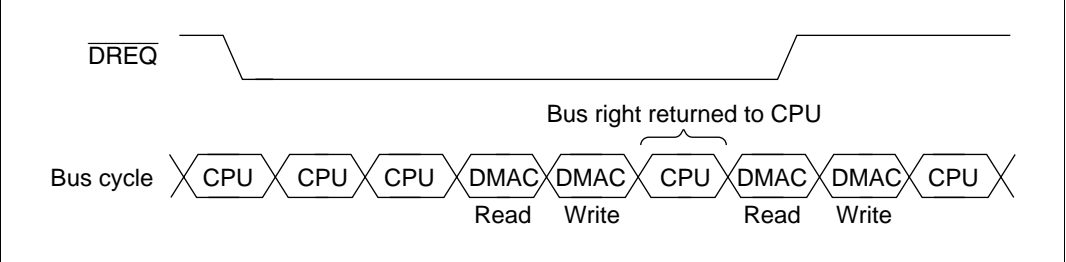 DREQ
Bus right returned to CPU
Bus cycle CPU CPU CPU DMAC DMAC CPU DMAC DMAC CPU
Read Write Read Write